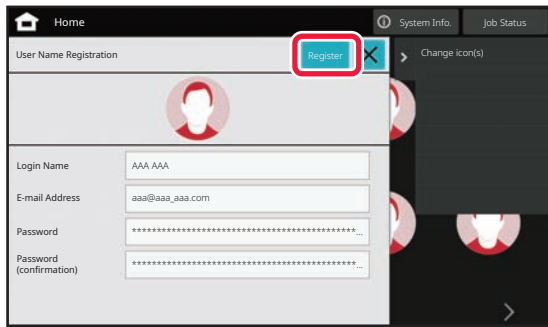 Home
System Info.
Job Status
User Name Registration
Register
Change icon(s)
Login Name
AAA AAA
E-mail Address
aaa@aaa_aaa.com
Password
*********************************************...
Password
(confirmation)
*********************************************...